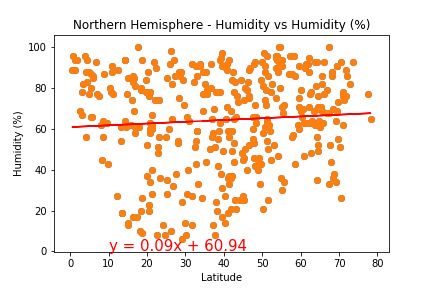 Northern Hemisphere - Humidity vs Humidity (%)
100
80
60
40
20
0
Humidity (%)
y = 0.09x + 60.94
0 10 20 30 40 50 60 70 80
Latitude